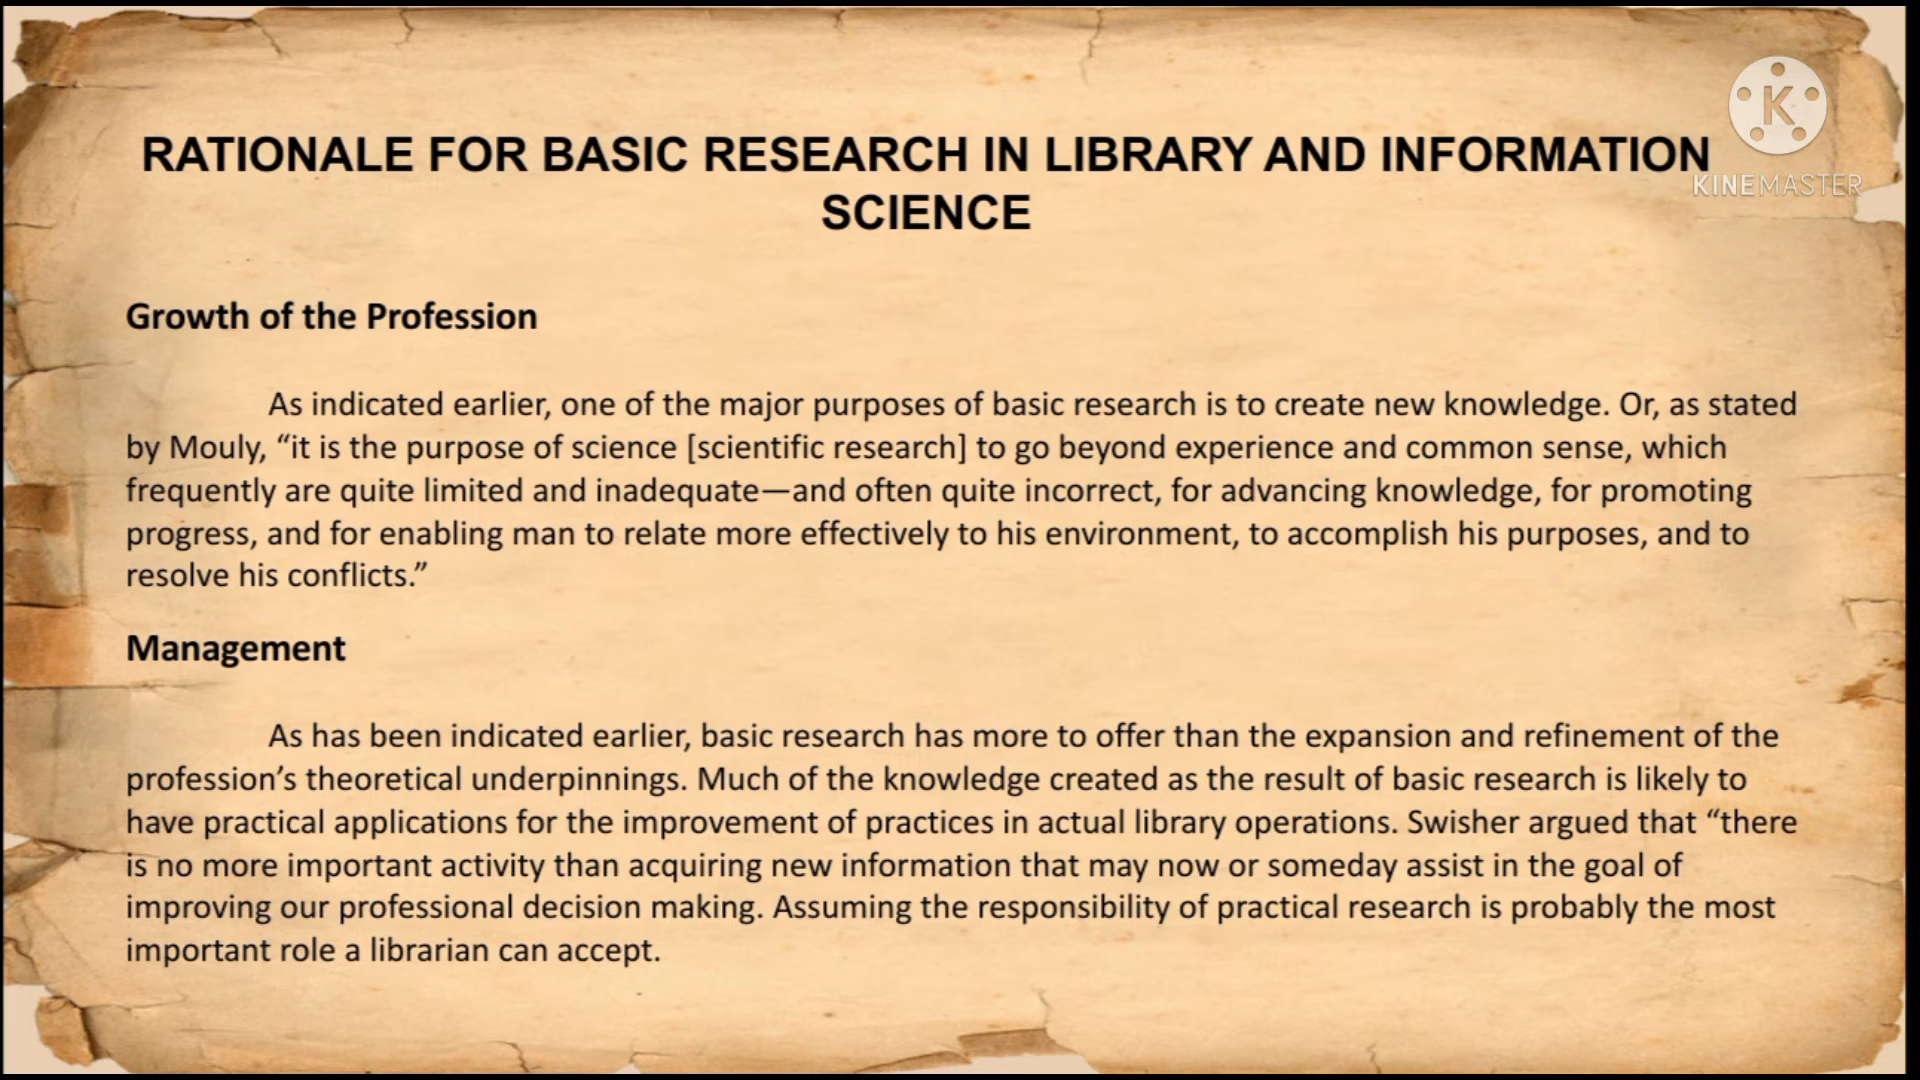 RATIONALE FOR BASIC RESEARCH IN LIBRARY AND INFORMATION
SCIENCE
K
KINEMASTER
Growth of the Profession
As indicated earlier, one of the major purposes of basic research is to create new knowledge. Or, as stated
by Mouly, “it is the purpose of science [scientific research] to go beyond experience and common sense, which
frequently are quite limited and inadequate—and often quite incorrect, for advancing knowledge, for promoting
progress, and for enabling man to relate more effectively to his environment, to accomplish his purposes, and to
resolve his conflicts.”
Management
As has been indicated earlier, basic research has more to offer than the expansion and refinement of the
profession’s theoretical underpinnings. Much of the knowledge created as the result of basic research is likely to
have practical applications for the improvement of practices in actual library operations. Swisher argued that “there
is no more important activity than acquiring new information that may now or someday assist in the goal of
improving our professional decision making. Assuming the responsibility of practical research is probably the most
important role a librarian can accept.